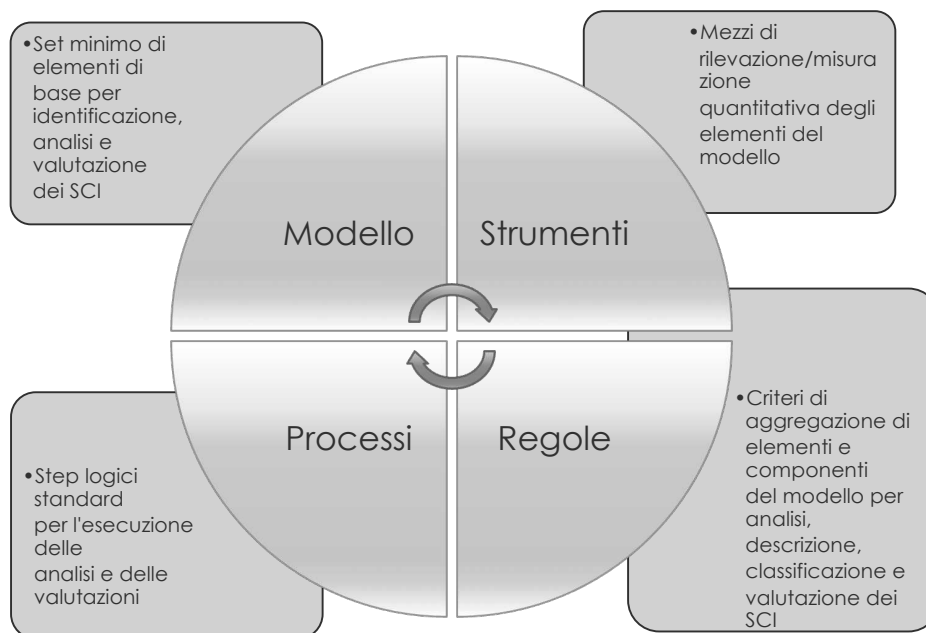 •Set minimo di
elementi di
base per
identificazione,
analisi e
valutazione
dei SCI
•Mezzi di
rilevazione/misura
zione
quantitativa degli
elementi del
modello
Modello
Strumenti
Processi
Regole
•Step logici
standard
per l'esecuzione
delle
analisi e delle
valutazioni
•Criteri di
aggregazione di
elementi e
componenti
del modello per
analisi,
descrizione,
classificazione e
valutazione dei
SCI